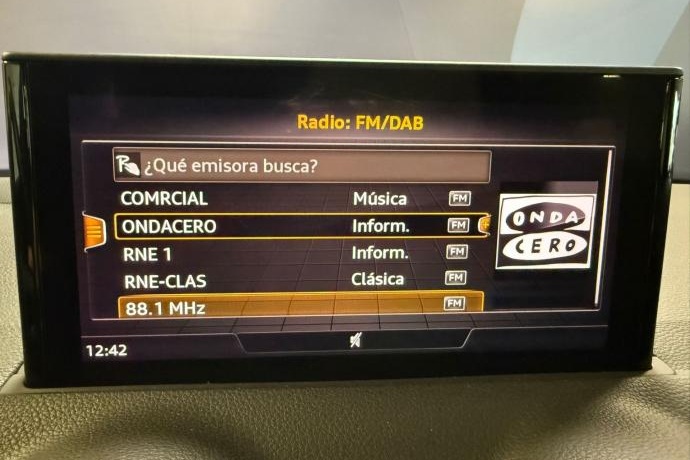 Radio: FM/DAB
¿Qué emisora busca?
COMRCIAL Música FM
ONDACERO Inform. FM
RNE 1 Inform. FM
RNE-CLAS Clásica FM
88.1 MHz FM
ONDA
CERO
12:42